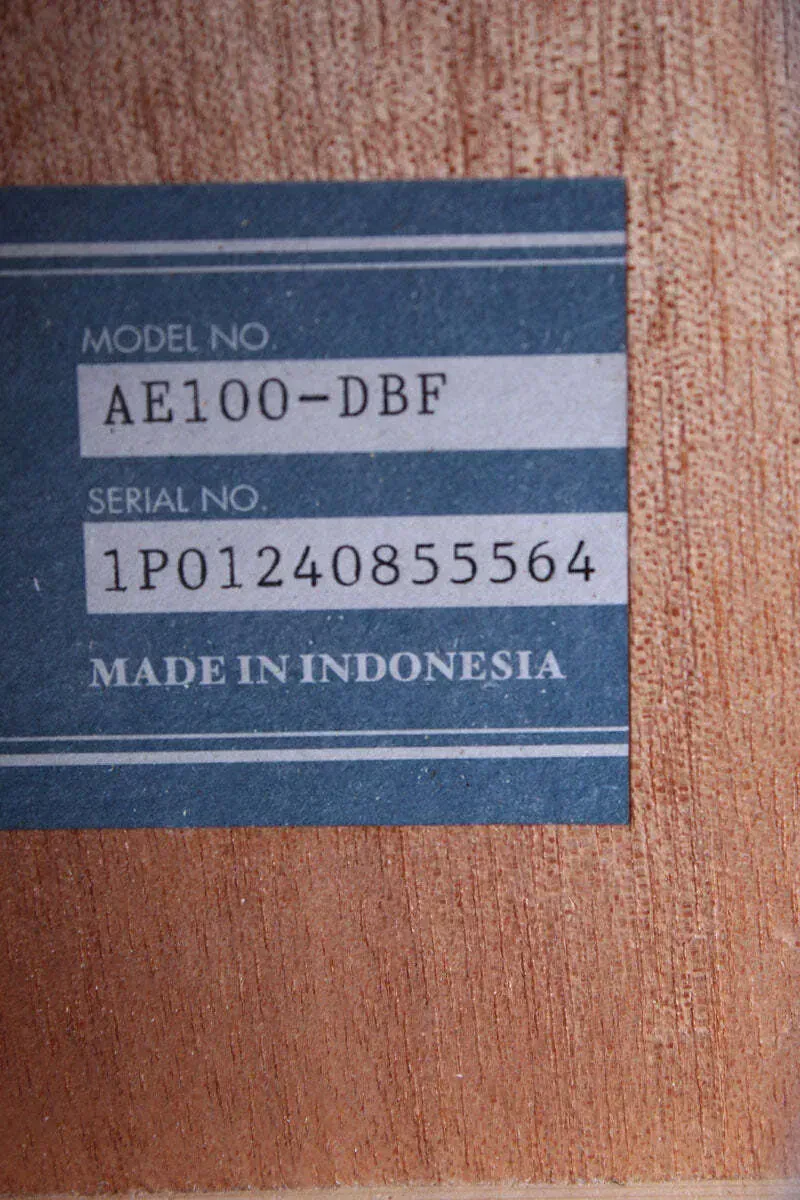 MODEL NO.
AE100-DBF
SERIAL NO.
1P01240855564
MADE IN INDONESIA